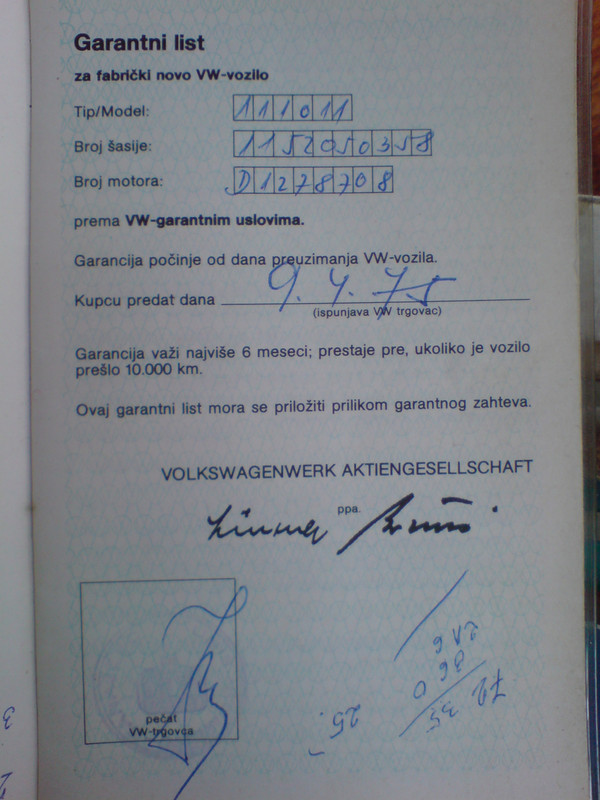 Garantni list
za fabrički novo VW-vozilo
Tip/Model: 111011
Broj šasije: 1152050358
Broj motora: D1278708
prema VW-garantnim uslovima.
Garancija počinje od dana preuzimanja VW-vozila.
Kupcu predat dana 9. 4. 75
(ispunjava VW trgovac)
Garancija važi najviše 6 meseci; prestaje pre, ukoliko je vozilo
prešlo 10.000 km.
Ovaj garantni list mora se priložiti prilikom garantnog zahteva.
VOLKSWAGENWERK AKTIENGESELLSCHAFT
ppa.
pečat
VW-trgovca